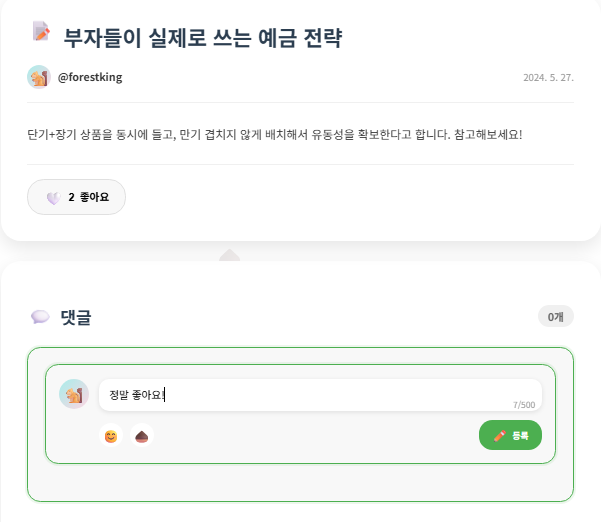 부자들이 실제로 쓰는 예금 전략
@forestking
2024. 5. 27.
단기+장기 상품을 동시에 들고, 만기 겹치지 않게 배치해서 유동성을 확보한다고 합니다. 참고해보세요!
2 좋아요
댓글
0개
정말 좋아요!
7/500
등록